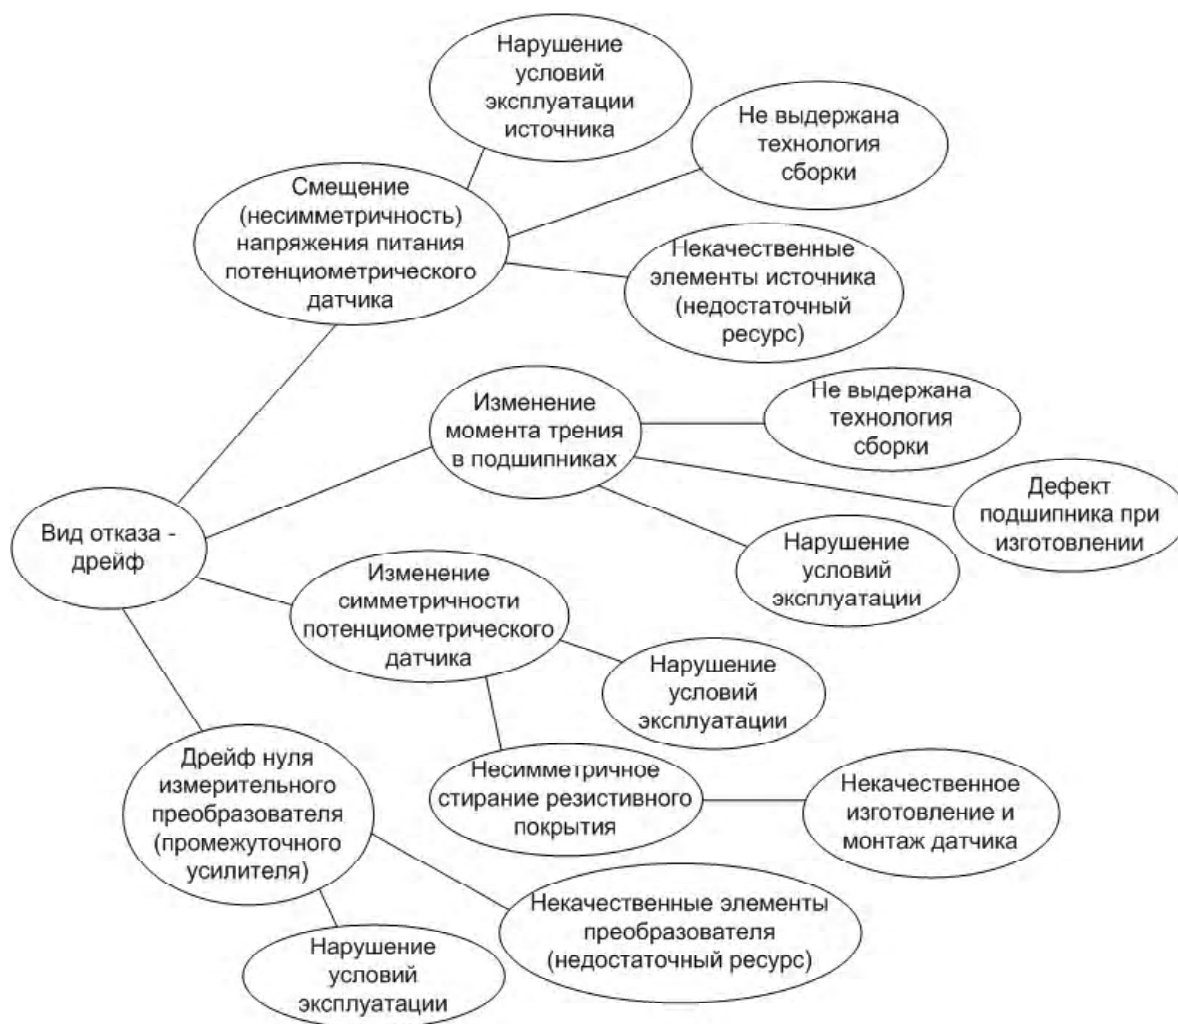 Нарушение
условий
эксплуатации
источника
Не выдержана
технология
сборки
Смещение
(несимметричность)
напряжения питания
потенциометрического
датчика
Некачественные
элементы источника
(недостаточный
ресурс)
Изменение
момента трения
в подшипниках
Не выдержана
технология
сборки
Дефект
подшипника при
изготовлении
Нарушение
условий
эксплуатации
Вид отказа -
дрейф
Изменение
симметричности
потенциометрического
датчика
Нарушение
условий
эксплуатации
Дрейф нуля
измерительного
преобразователя
(промежуточного
усилителя)
Несимметричное
стирание резистивного
покрытия
Некачественное
изготовление и
монтаж датчика
Некачественные элементы
преобразователя
(недостаточный ресурс)
Нарушение
условий
эксплуатации